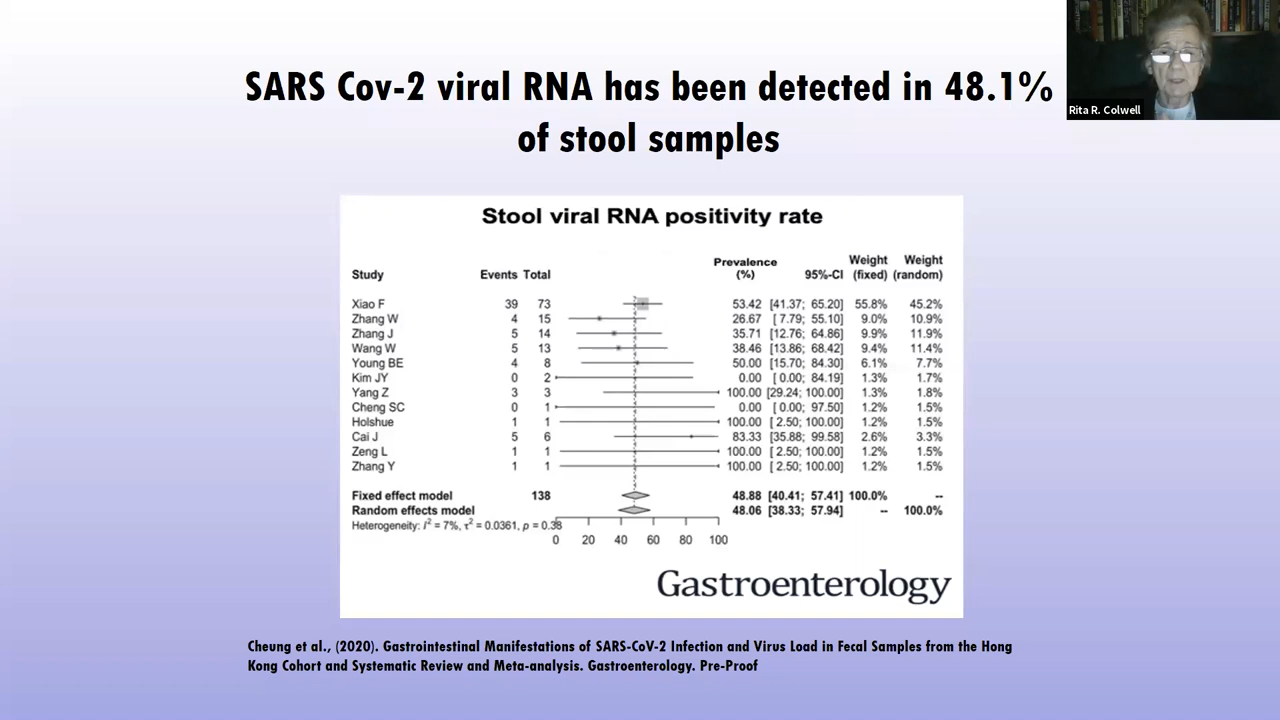 SARS Cov-2 viral RNA has been detected in 48.1%
of stool samples
Rita R. Colwell
Stool viral RNA positivity rate
Study Events Total Prevalence (%) 95%-CI Weight (fixed) Weight (random)
Xiao F 39 73 53.42 [41.37; 65.20] 55.8% 45.2%
Zhang W 4 15 26.67 [ 7.79; 55.10] 9.0% 10.9%
Zhang J 5 14 35.71 [12.76; 64.86] 9.9% 11.9%
Wang W 5 13 38.46 [13.86; 68.42] 9.4% 11.4%
Young BE 4 8 50.00 [15.70; 84.30] 6.1% 7.7%
Kim JY 0 2 0.00 [ 0.00; 84.19] 1.3% 1.7%
Yang Z 3 3 100.00 [29.24; 100.00] 1.3% 1.8%
Cheng SC 0 1 0.00 [ 0.00; 97.50] 1.2% 1.5%
Holshue 1 1 100.00 [ 2.50; 100.00] 1.2% 1.5%
Cai J 5 6 83.33 [35.88; 99.58] 2.6% 3.3%
Zeng L 1 1 100.00 [ 2.50; 100.00] 1.2% 1.5%
Zhang Y 1 1 100.00 [ 2.50; 100.00] 1.2% 1.5%
Fixed effect model 138 48.88 [40.41; 57.41] 100.0% --
Random effects model 48.06 [38.33; 57.94] -- 100.0%
Heterogeneity: I² = 7%, τ² = 0.0361, p = 0.38
0 20 40 60 80 100
Gastroenterology
Cheung et al., (2020). Gastrointestinal Manifestations of SARS-CoV-2 Infection and Virus Load in Fecal Samples from the Hong
Kong Cohort and Systematic Review and Meta-analysis. Gastroenterology. Pre-Proof